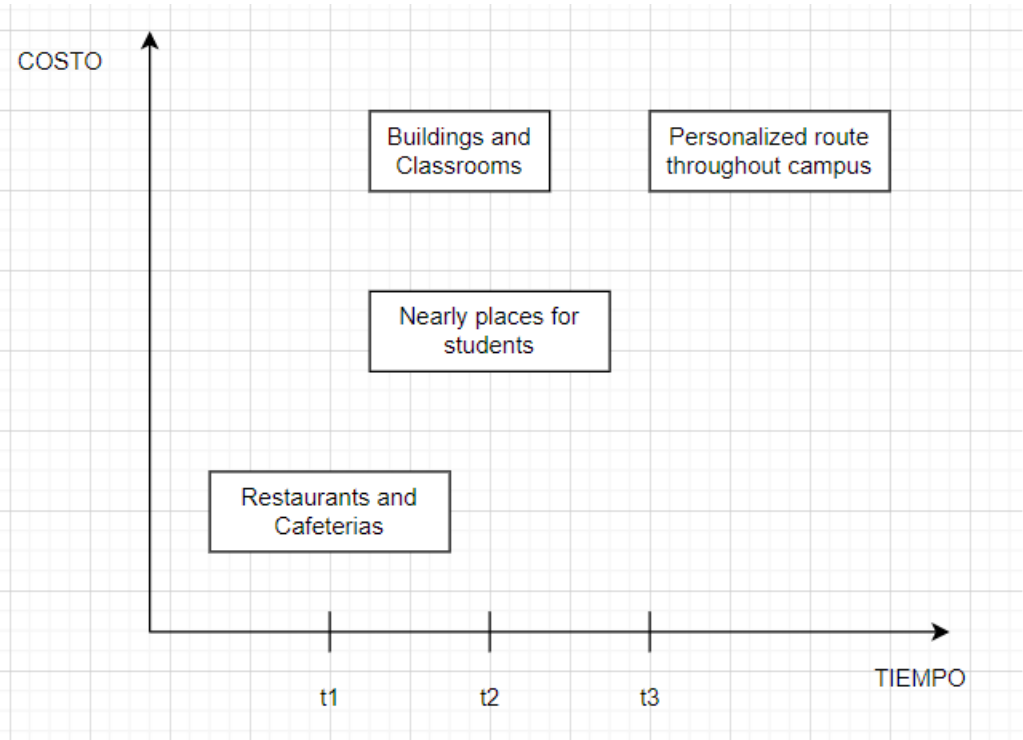 COSTO
Buildings and
Classrooms
Personalized route
throughout campus
Nearly places for
students
Restaurants and
Cafeterias
TIEMPO
t1
t2
t3